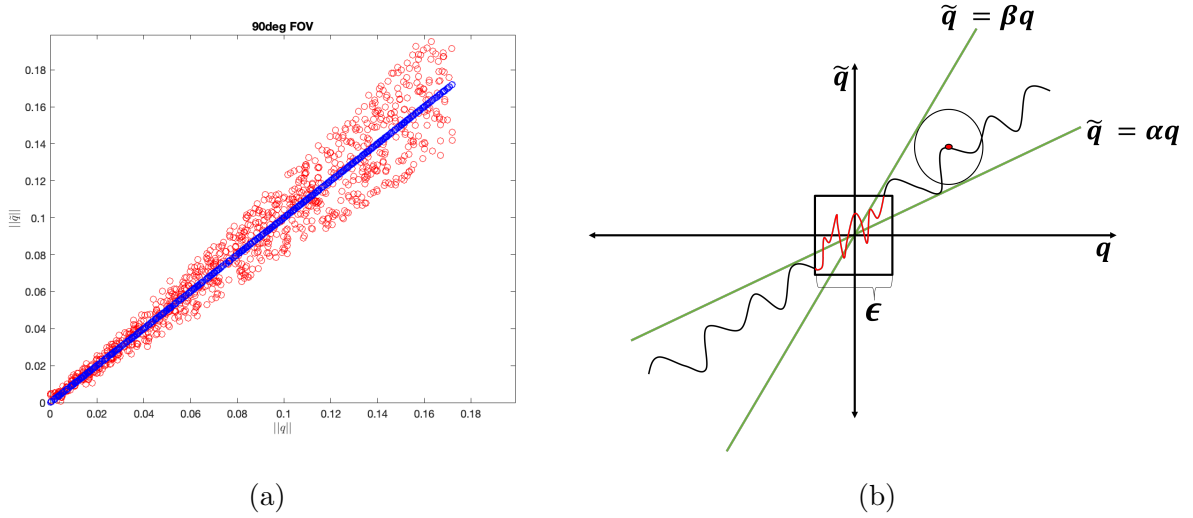 90deg FOV
0.18
0.16
0.14
0.12
0.1
0.08
0.06
0.04
0.02
0
0 0.02 0.04 0.06 0.08 0.1 0.12 0.14 0.16 0.18
||q̃||
||q||
(a)
q̃ = βq
q̃
q̃ = αq
q
ϵ
(b)